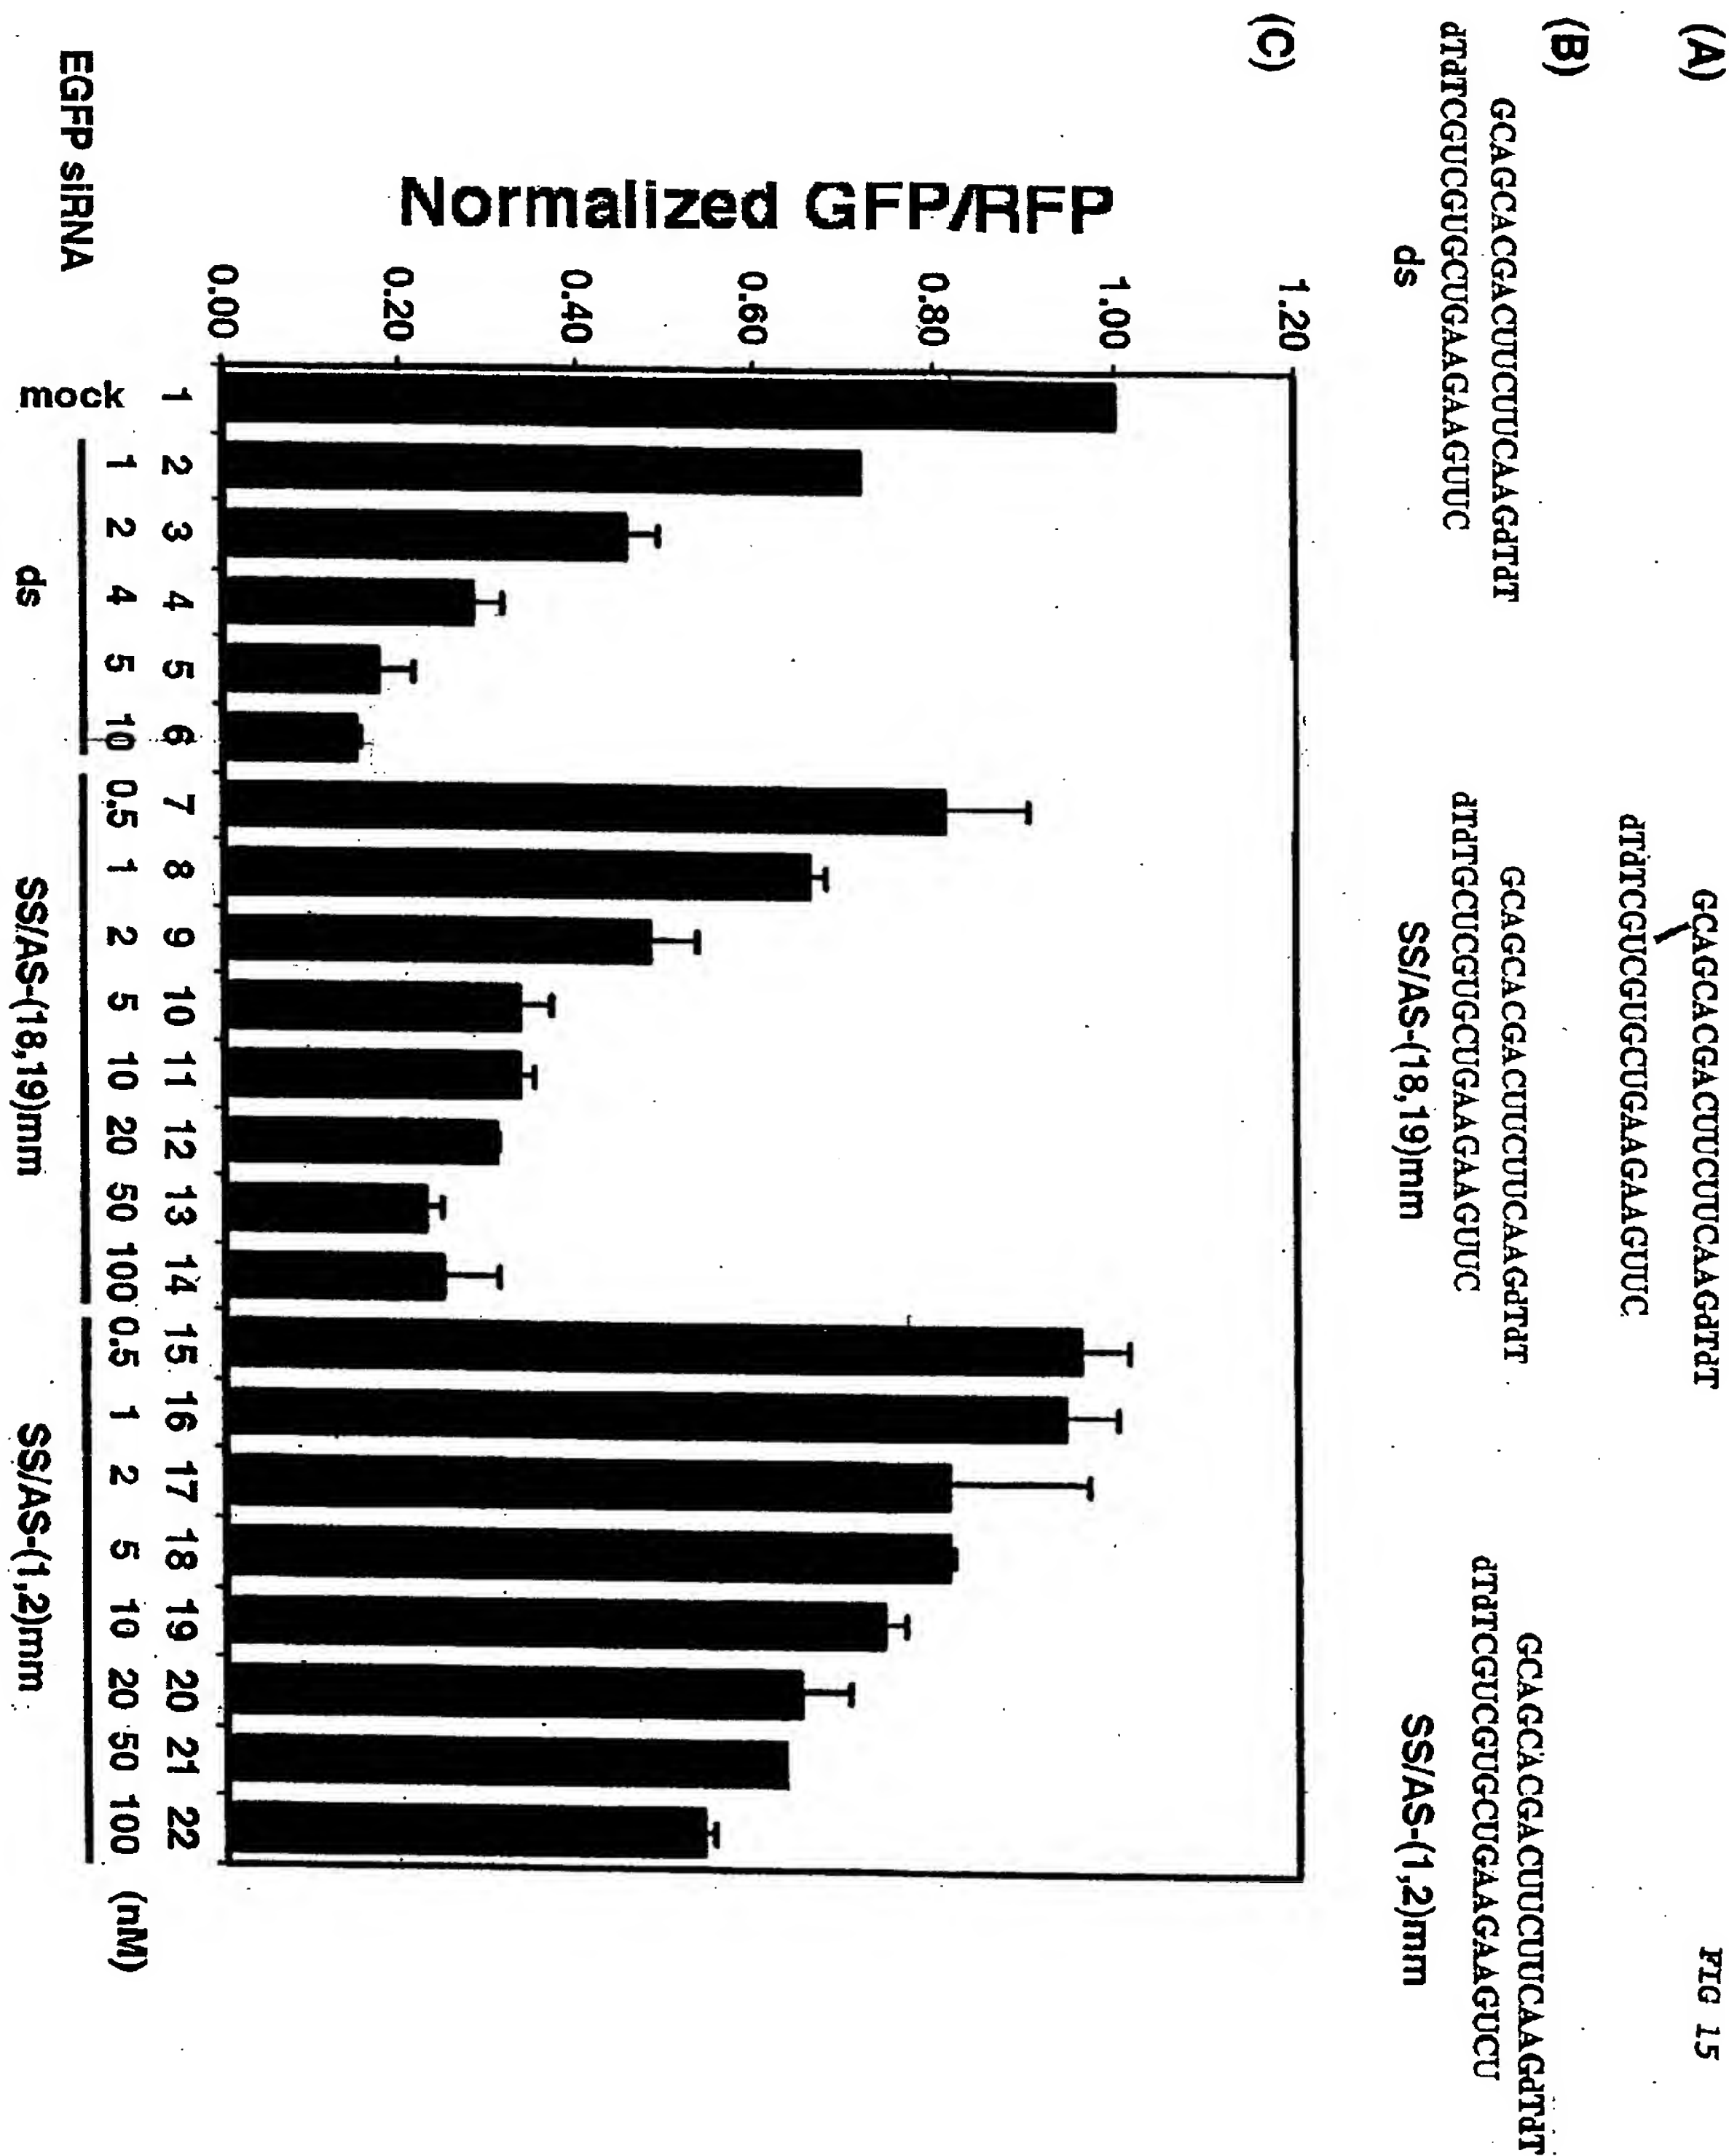 FIG 15
(A)
GCAGCACGACUUCUUCAAGdTdT
dTdTCGUCGUGCUGAAGAAGUUC
(B)
GCAGCACGACUUCUUCAAGdTdT
dTdTCGUCGUGCUGAAGAAGUUC
ds
GCAGCACGACUUCUUCAAGdTdT
dTdTGCUCGUGCUGAAGAAGUUC
SS/AS-(18,19)mm
GCAGCACGACUUCUUCAAGdTdT
dTdTCGUCGUGCUGAAGAAGUCU
SS/AS-(1,2)mm
(C)
Normalized GFP/RFP
1.20
1.00
0.80
0.60
0.40
0.20
0.00
1 2 3 4 5 6 7 8 9 10 11 12 13 14 15 16 17 18 19 20 21 22
mock 1 2 4 5 10 0.5 1 2 5 10 20 50 100 0.5 1 2 5 10 20 50 100 (nM)
EGFP siRNA ds SS/AS-(18,19)mm SS/AS-(1,2)mm